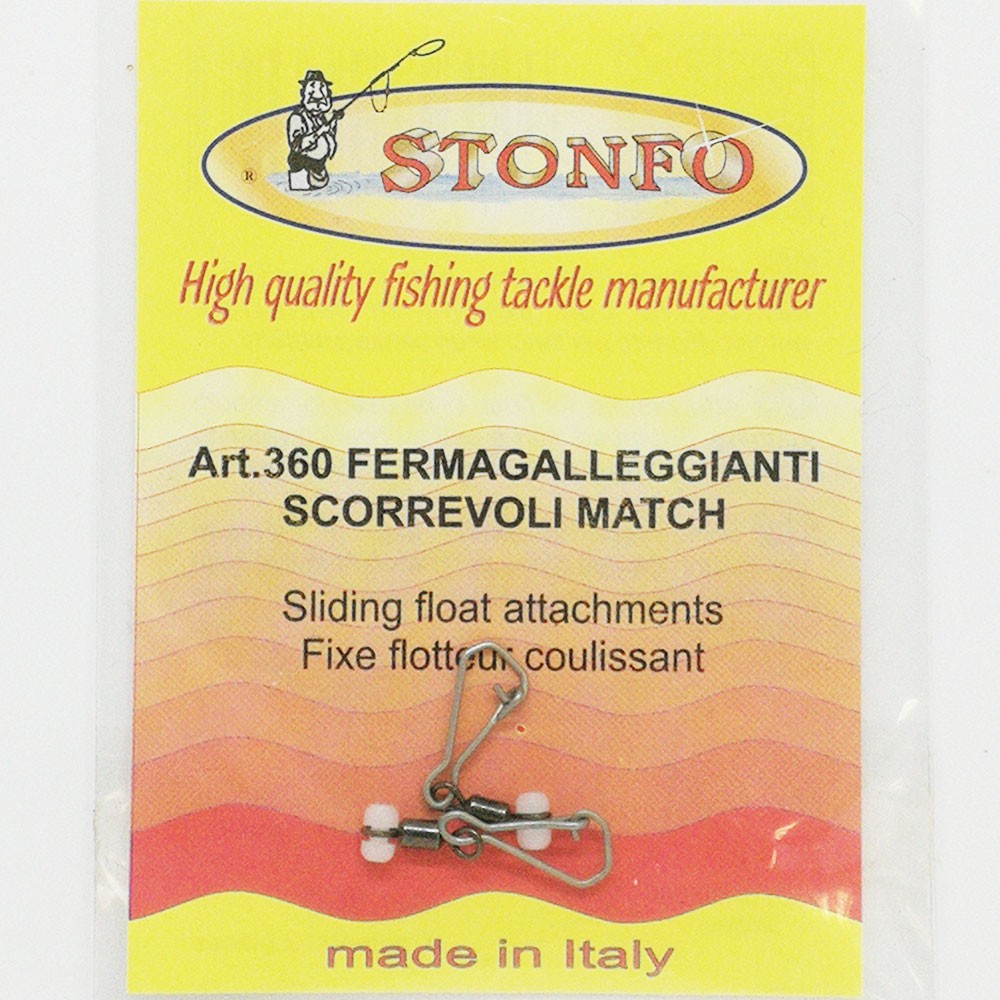 ®
STONFO
High quality fishing tackle manufacturer
Art.360 FERMAGALLEGGIANTI
SCORREVOLI MATCH
Sliding float attachments
Fixe flotteur coulissant
made in Italy